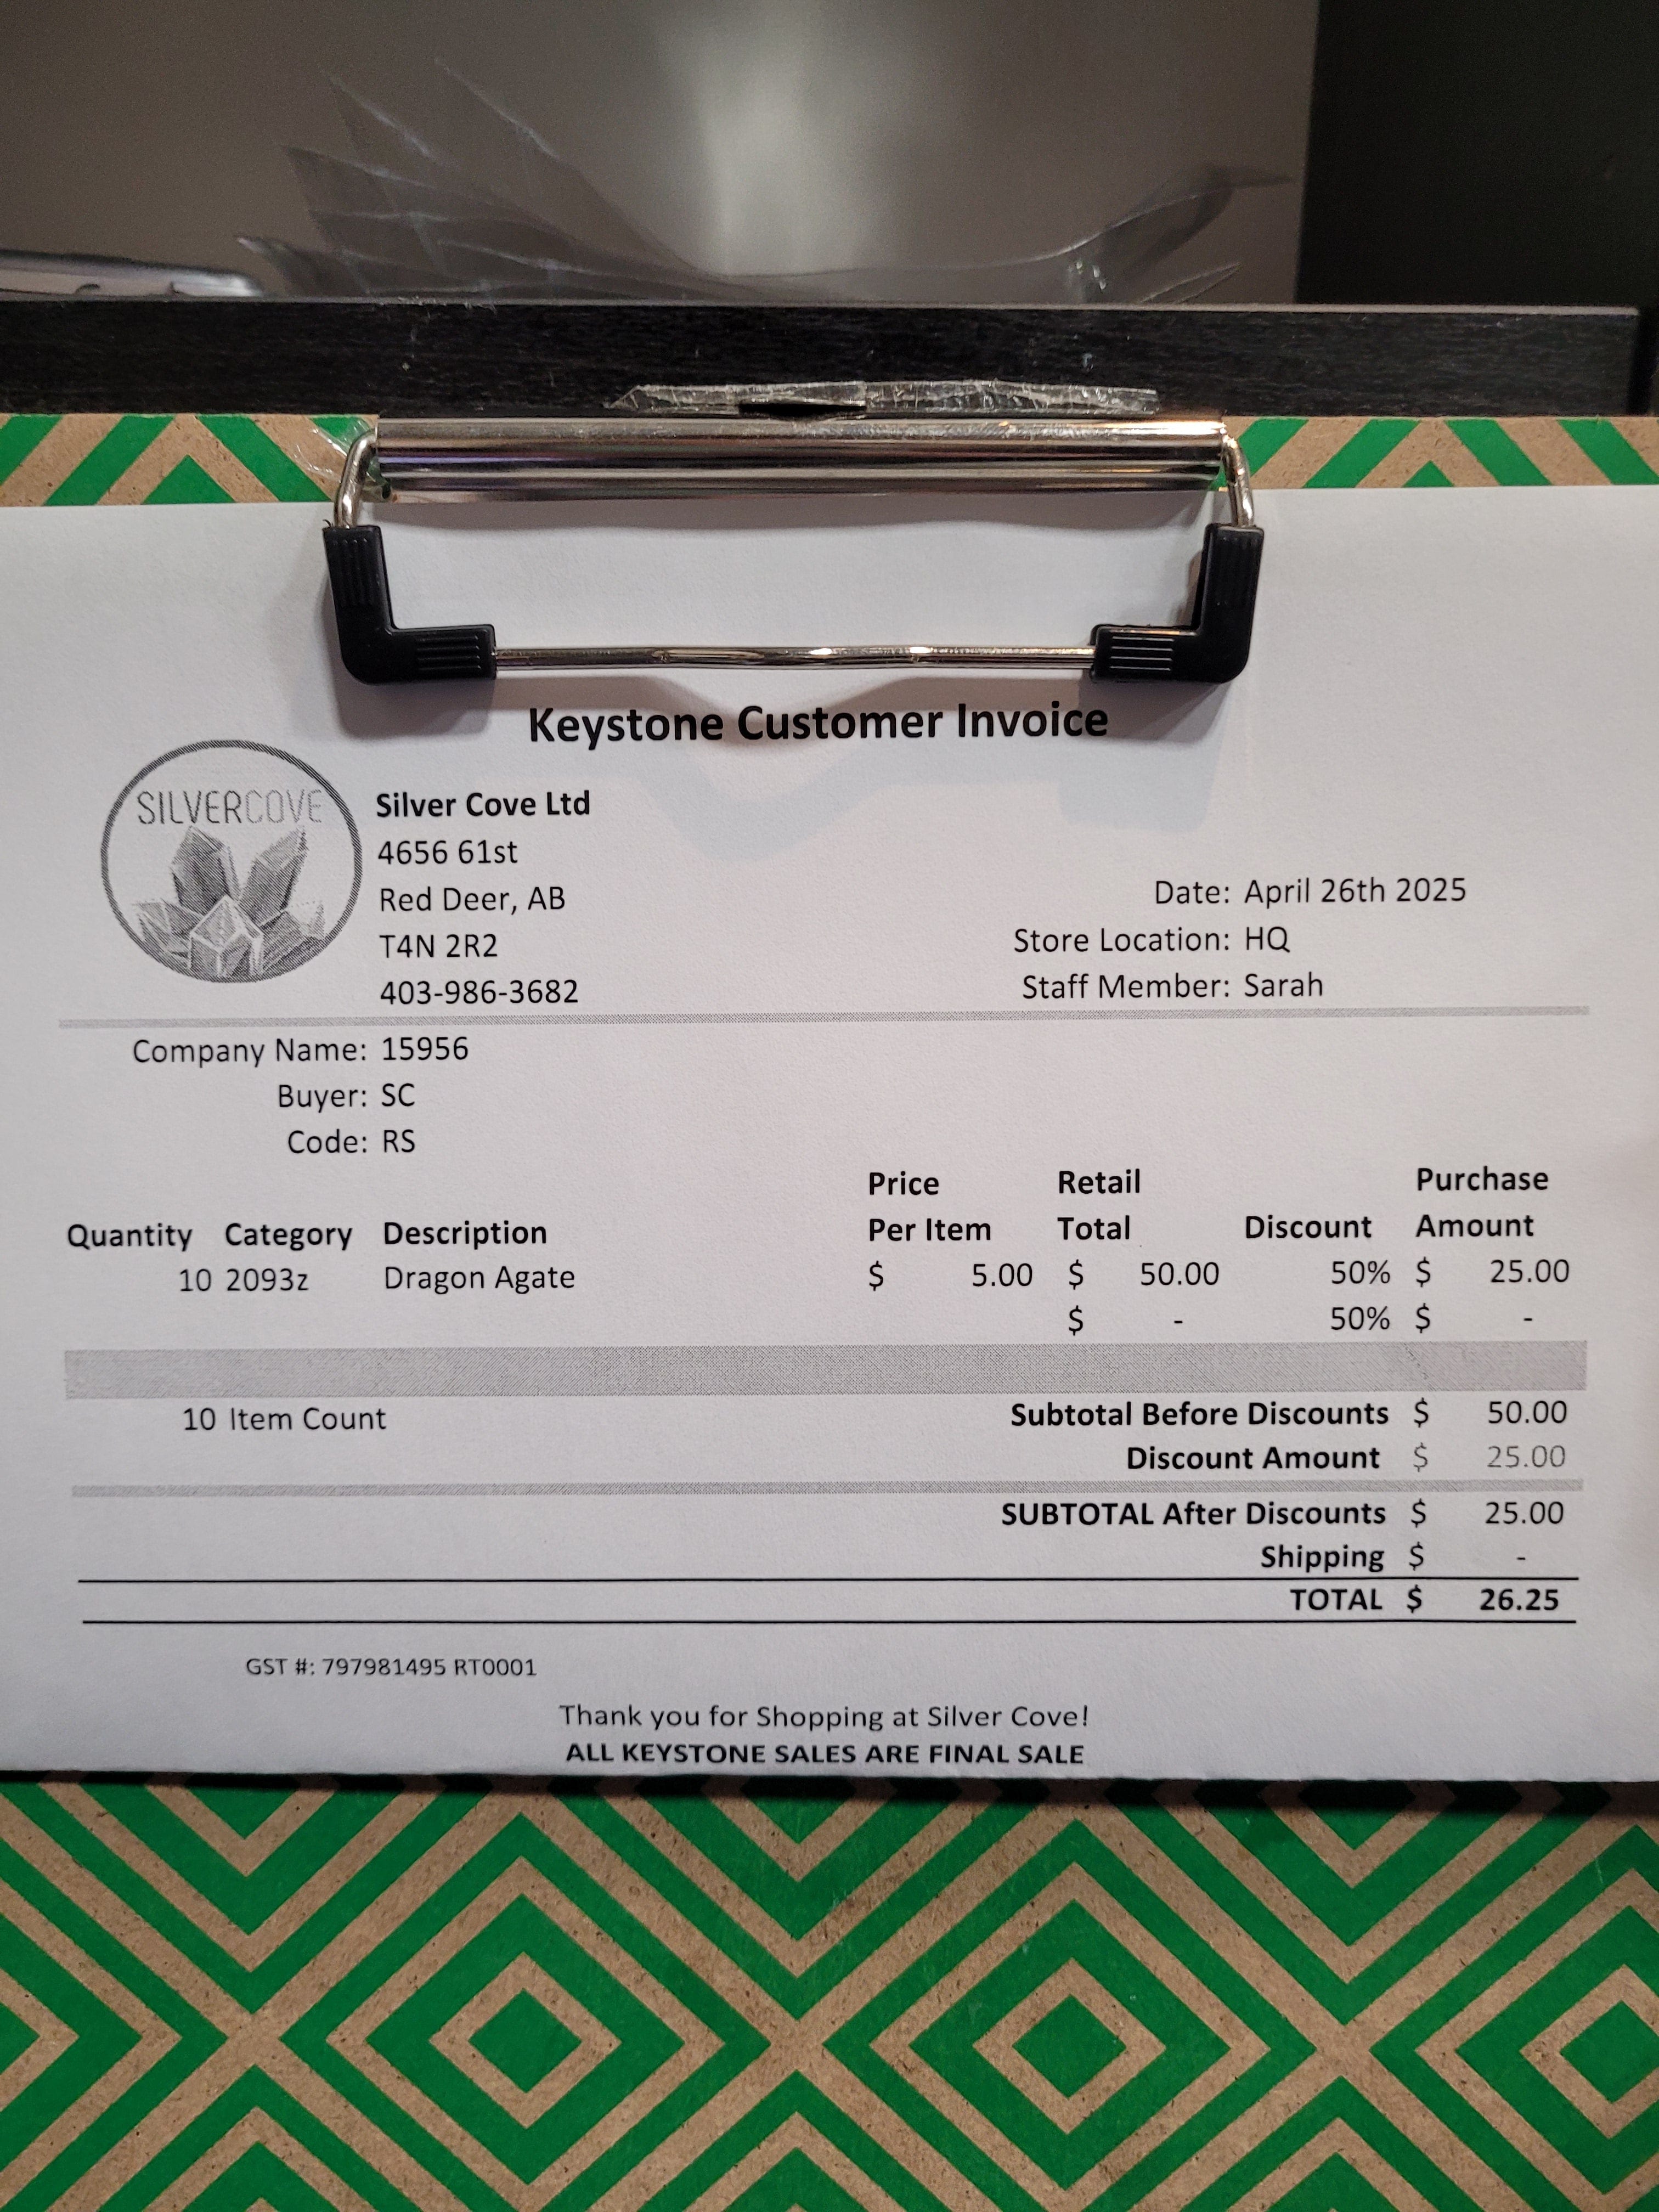 Keystone Customer Invoice
SILVERCOVE
Silver Cove Ltd
4656 61st
Red Deer, AB
T4N 2R2
403-986-3682
Date: April 26th 2025
Store Location: HQ
Staff Member: Sarah
Company Name: 15956
Buyer: SC
Code: RS
Quantity Category Description Price Per Item Retail Total Discount Purchase Amount
10 2093z Dragon Agate $ 5.00 $ 50.00 50% $ 25.00
$ - 50% $ -
10 Item Count Subtotal Before Discounts $ 50.00
Discount Amount $ 25.00
SUBTOTAL After Discounts $ 25.00
Shipping $ -
TOTAL $ 26.25
GST #: 797981495 RT0001
Thank you for Shopping at Silver Cove!
ALL KEYSTONE SALES ARE FINAL SALE